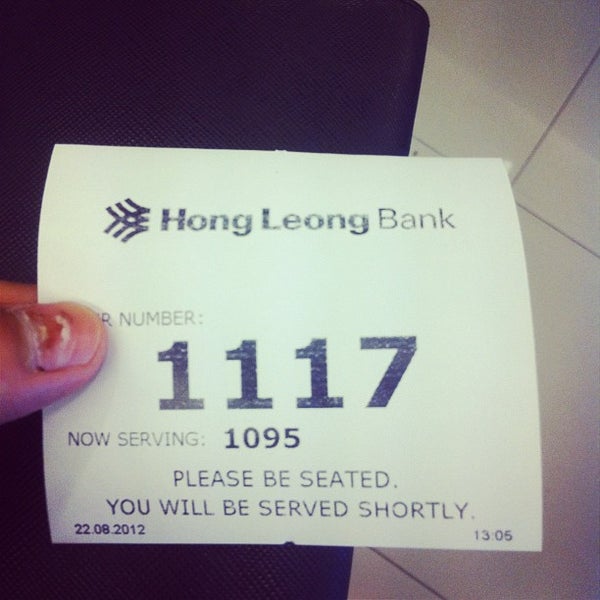 Hong Leong Bank
R NUMBER:
1117
NOW SERVING: 1095
PLEASE BE SEATED.
YOU WILL BE SERVED SHORTLY.
22.08.2012 13:05